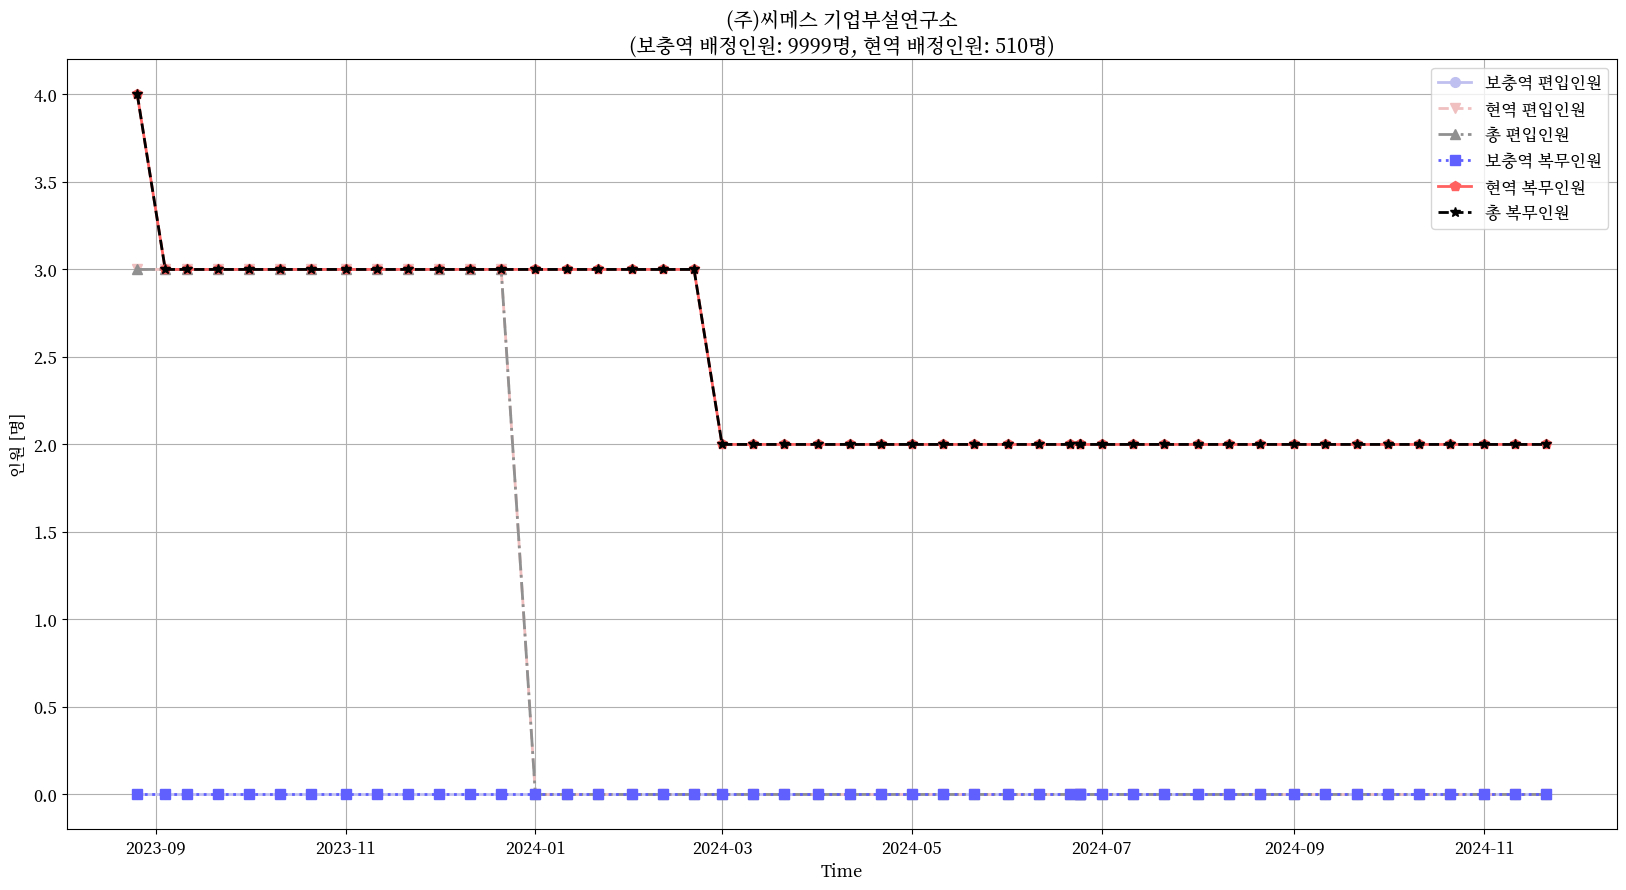 (주)씨메스 기업부설연구소
(보충역 배정인원: 9999명, 현역 배정인원: 510명)
보충역 편입인원
현역 편입인원
총 편입인원
보충역 복무인원
현역 복무인원
총 복무인원
4.0
3.5
3.0
2.5
2.0
1.5
1.0
0.5
0.0
인원 [명]
2023-09 2023-11 2024-01 2024-03 2024-05 2024-07 2024-09 2024-11
Time